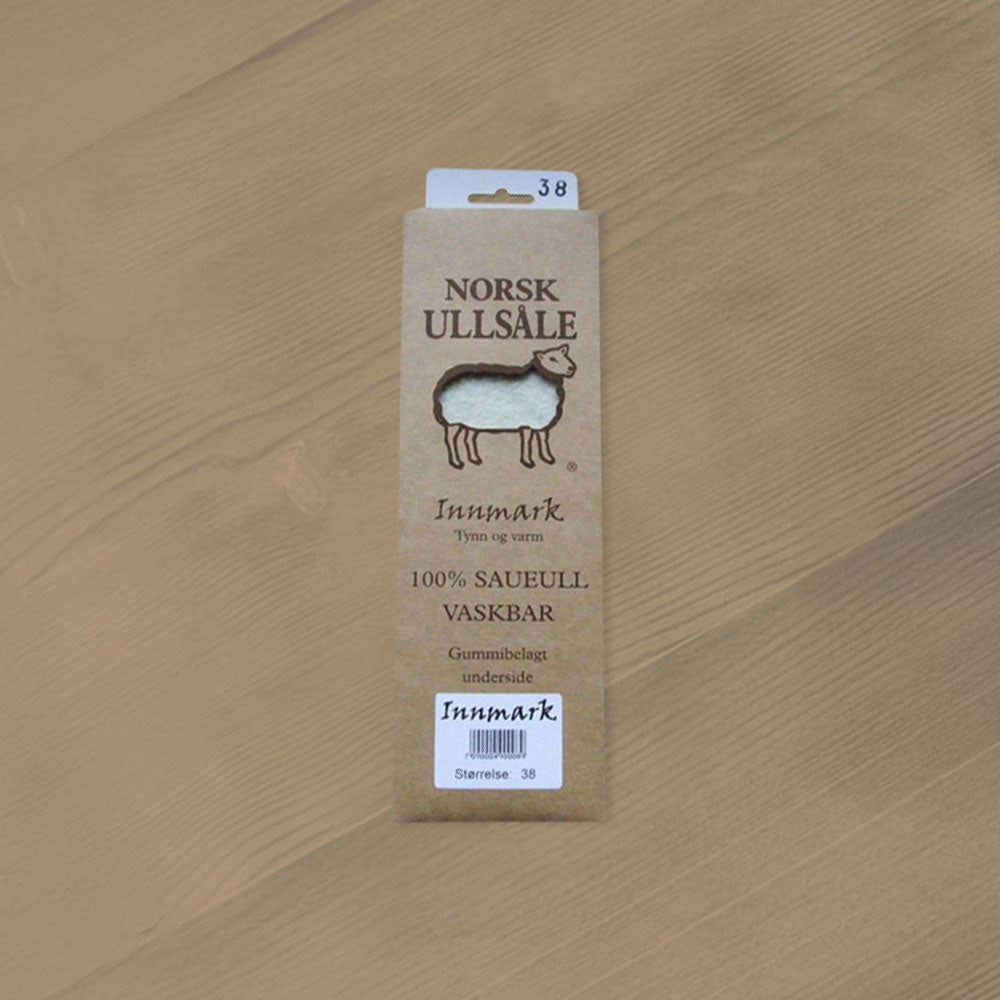 38
NORSK
ULLSÅLE
®
Innmark
Tynn og varm
100% SAUEULL
VASKBAR
Gummibelagt
underside
Innmark
Størrelse: 38